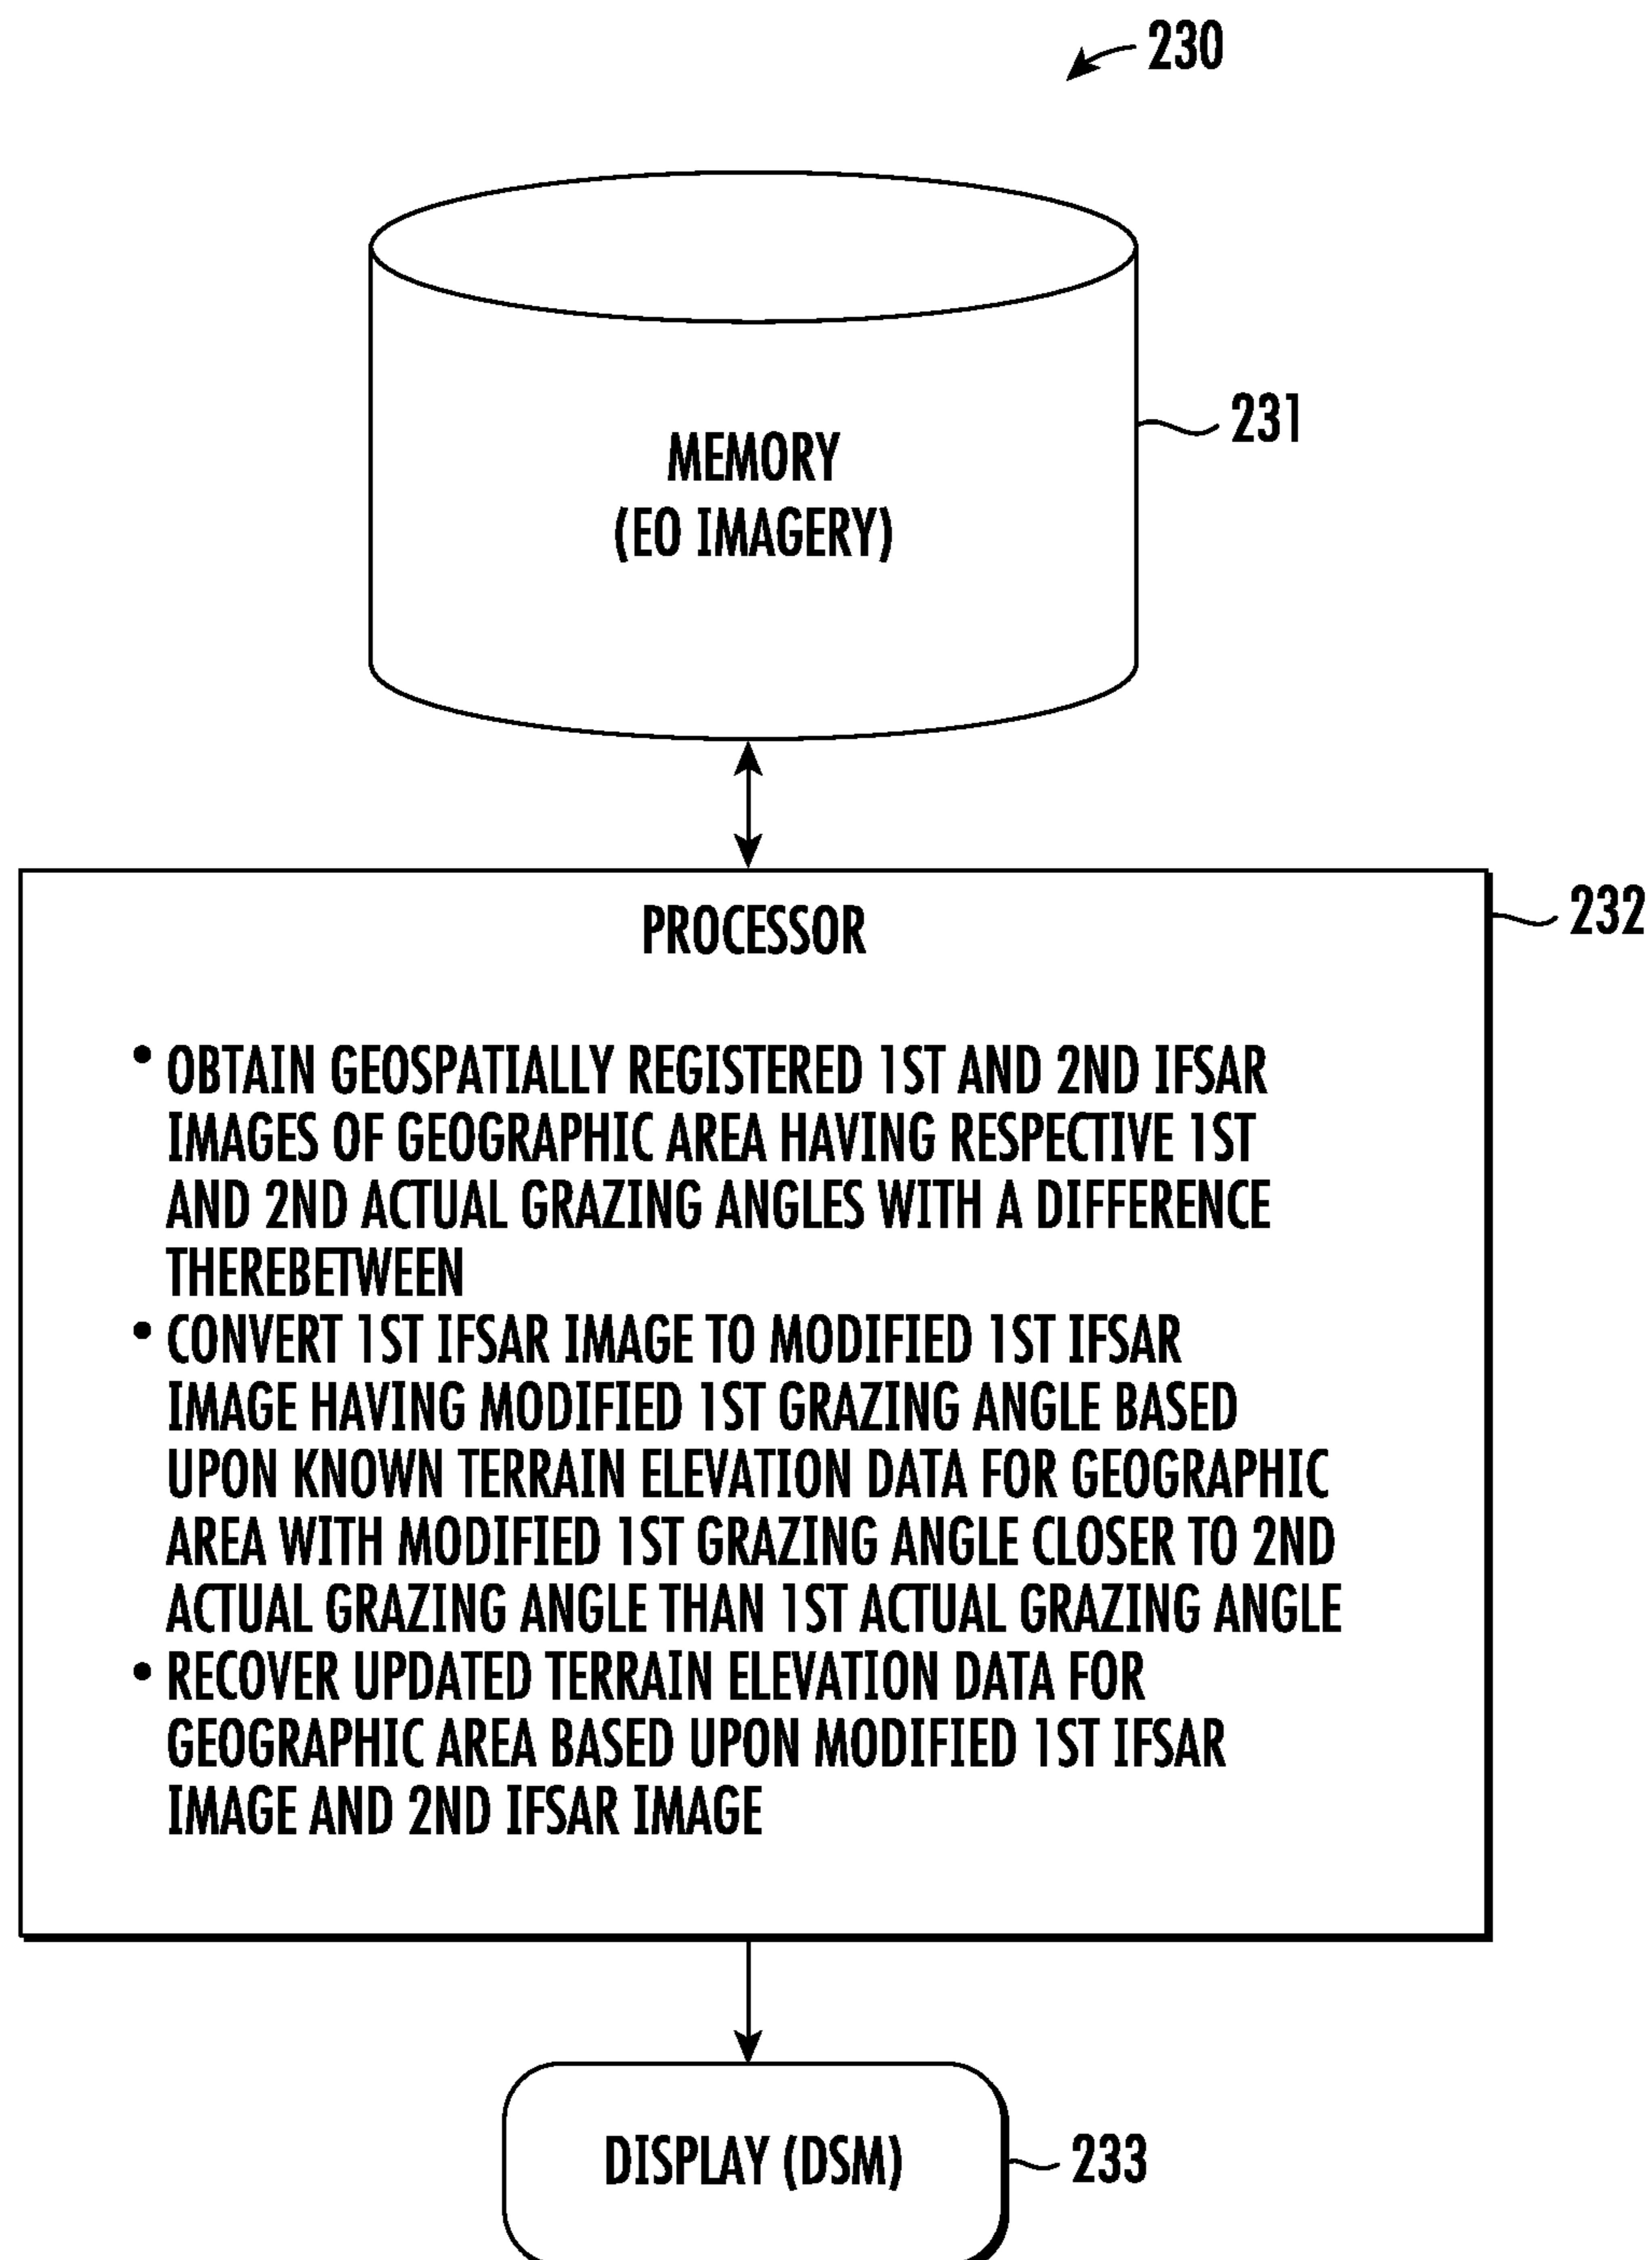 230
MEMORY
(EO IMAGERY)
231
PROCESSOR
232
• OBTAIN GEOSPATIALLY REGISTERED 1ST AND 2ND IFSAR
IMAGES OF GEOGRAPHIC AREA HAVING RESPECTIVE 1ST
AND 2ND ACTUAL GRAZING ANGLES WITH A DIFFERENCE
THEREBETWEEN
• CONVERT 1ST IFSAR IMAGE TO MODIFIED 1ST IFSAR
IMAGE HAVING MODIFIED 1ST GRAZING ANGLE BASED
UPON KNOWN TERRAIN ELEVATION DATA FOR GEOGRAPHIC
AREA WITH MODIFIED 1ST GRAZING ANGLE CLOSER TO 2ND
ACTUAL GRAZING ANGLE THAN 1ST ACTUAL GRAZING ANGLE
• RECOVER UPDATED TERRAIN ELEVATION DATA FOR
GEOGRAPHIC AREA BASED UPON MODIFIED 1ST IFSAR
IMAGE AND 2ND IFSAR IMAGE
DISPLAY (DSM)
233